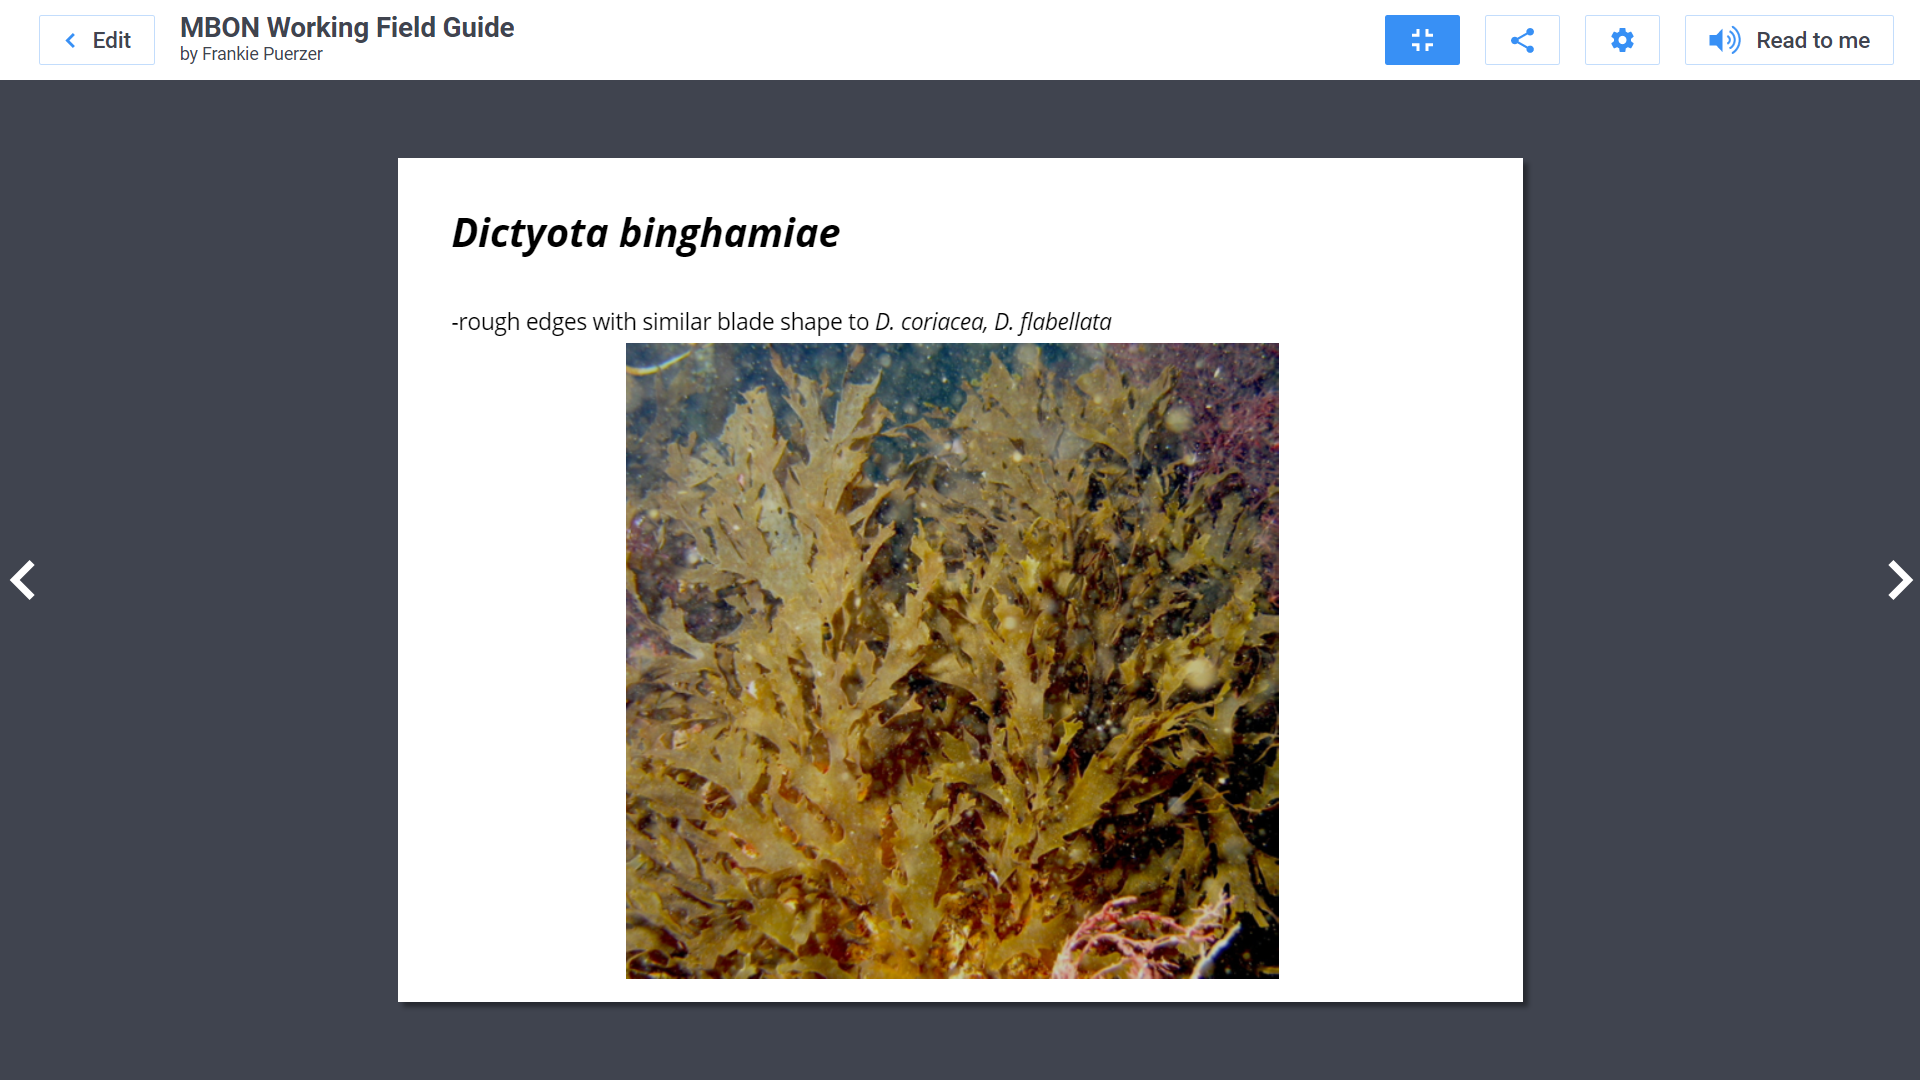 Edit
MBON Working Field Guide
by Frankie Puerzer
Read to me
Dictyota binghamiae
-rough edges with similar blade shape to D. coriacea, D. flabellata